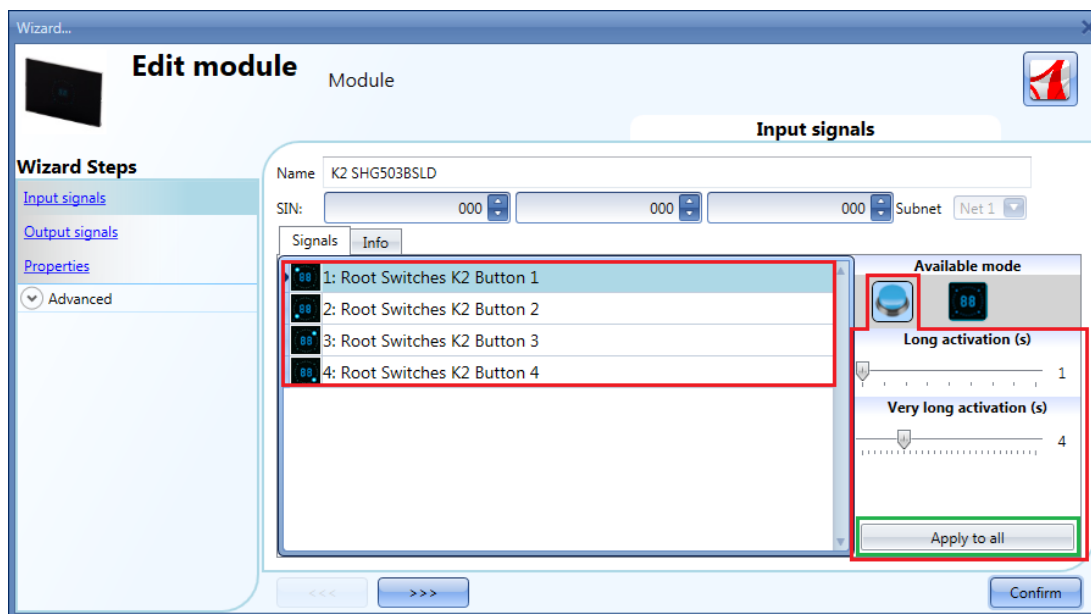 Wizard...
Edit module
Module
Input signals
Wizard Steps
Input signals
Output signals
Properties
Advanced
Name K2 SHG503BSLD
SIN: 000 000 000 Subnet Net 1
Signals Info
1: Root Switches K2 Button 1
2: Root Switches K2 Button 2
3: Root Switches K2 Button 3
4: Root Switches K2 Button 4
Available mode
88
Long activation (s)
1
Very long activation (s)
4
Apply to all
<<< >>> Confirm